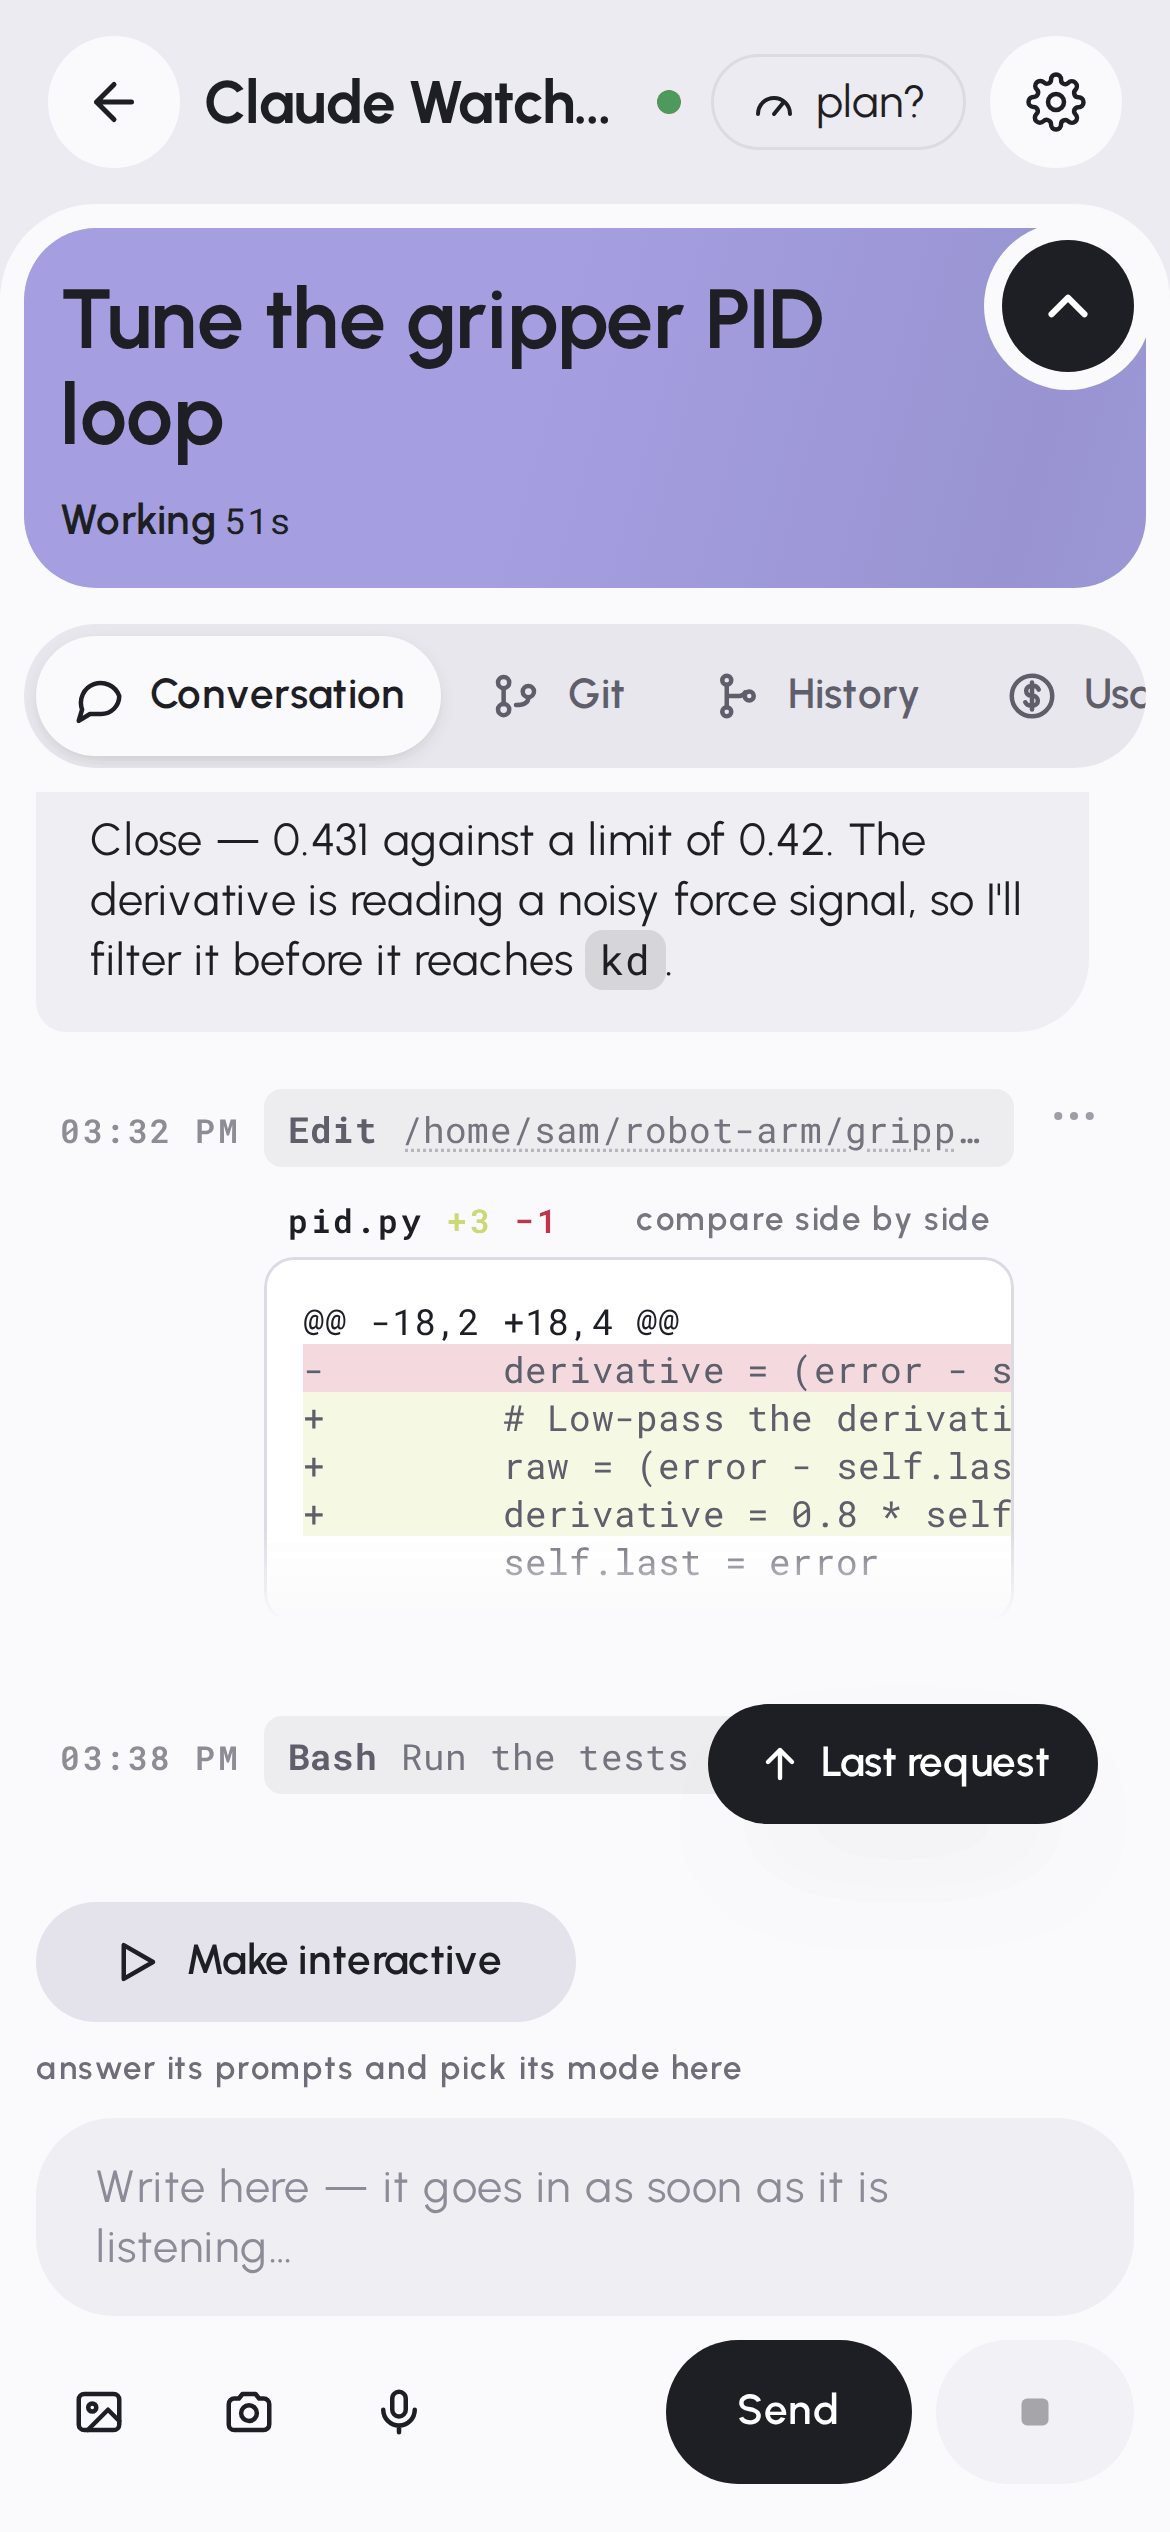 Claude Watch...
plan?
Tune the gripper PID
loop
Working 51s
Conversation
Git
History
Close — 0.431 against a limit of 0.42. The
derivative is reading a noisy force signal, so I'll
filter it before it reaches kd.
03:32 PM Edit /home/sam/robot-arm/gripp…
pid.py +3 -1 compare side by side
@@ -18,2 +18,4 @@
- derivative = (error - s
+ # Low-pass the derivati
+ raw = (error - self.las
+ derivative = 0.8 * self
self.last = error
03:38 PM Bash Run the tests
Last request
Make interactive
answer its prompts and pick its mode here
Write here — it goes in as soon as it is
listening…
Send